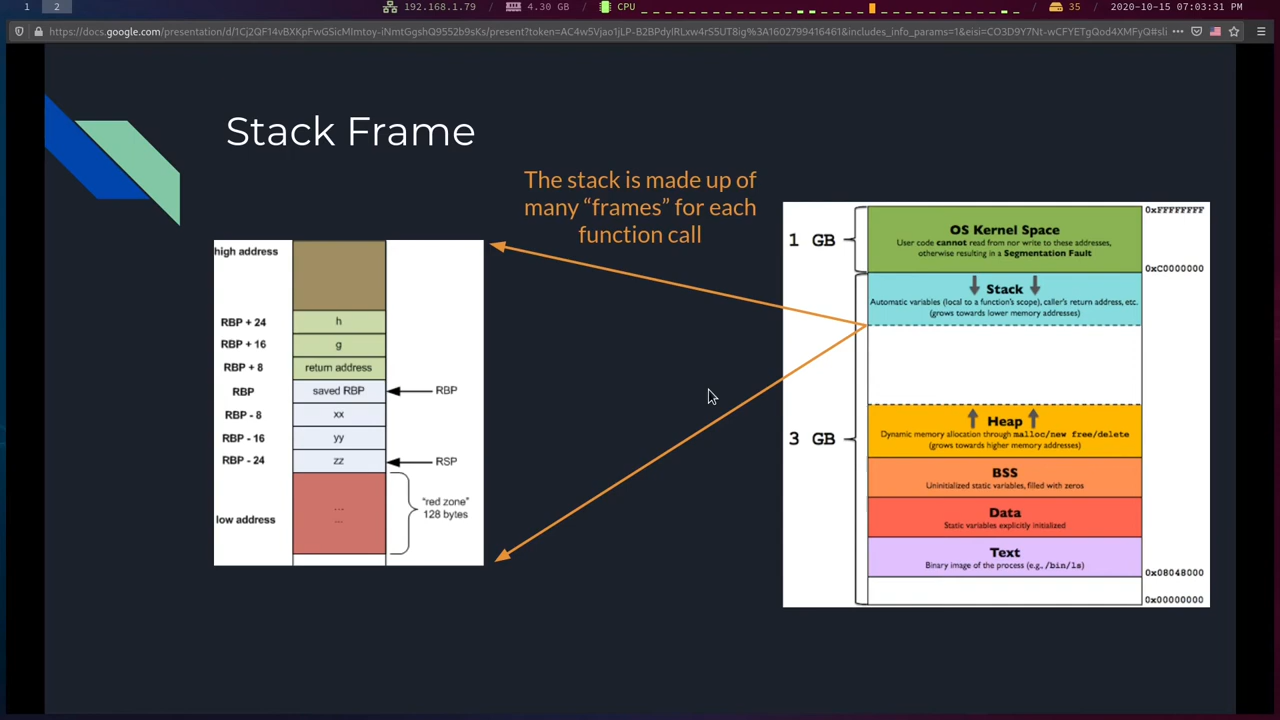 1 2 192.168.1.79 4.30 GB CPU 35 2020-10-15 07:03:31 PM
Stack Frame
The stack is made up of
many “frames” for each
function call
high address
RBP + 24 h
RBP + 16 g
RBP + 8 return address
RBP saved RBP RBP
RBP - 8 xx
RBP - 16 yy
RBP - 24 zz RSP
... “red zone”
... 128 bytes
low address
1 GB
3 GB
OS Kernel Space
User code cannot read from nor write to these addresses,
otherwise resulting in a Segmentation Fault
Stack
Automatic variables (local to a function's scope), caller's return address, etc.
(grows towards lower memory addresses)
Heap
Dynamic memory allocation through malloc/new free/delete
(grows towards higher memory addresses)
BSS
Uninitialized static variables, filled with zeros
Data
Static variables explicitly initialized
Text
Binary image of the process (e.g., /bin/ls)
0xFFFFFFFF
0xC0000000
0x08048000
0x00000000